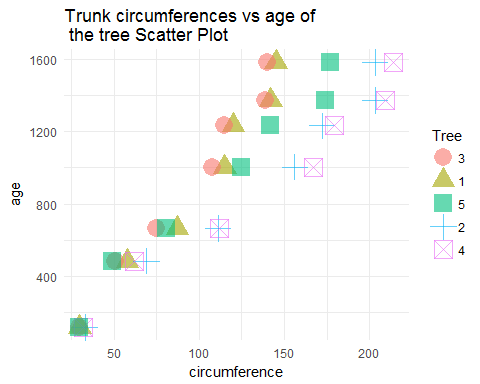 Trunk circumferences vs age of
the tree Scatter Plot
1600
1200
800
400
age
50 100 150 200
circumference
Tree
3
1
5
2
4